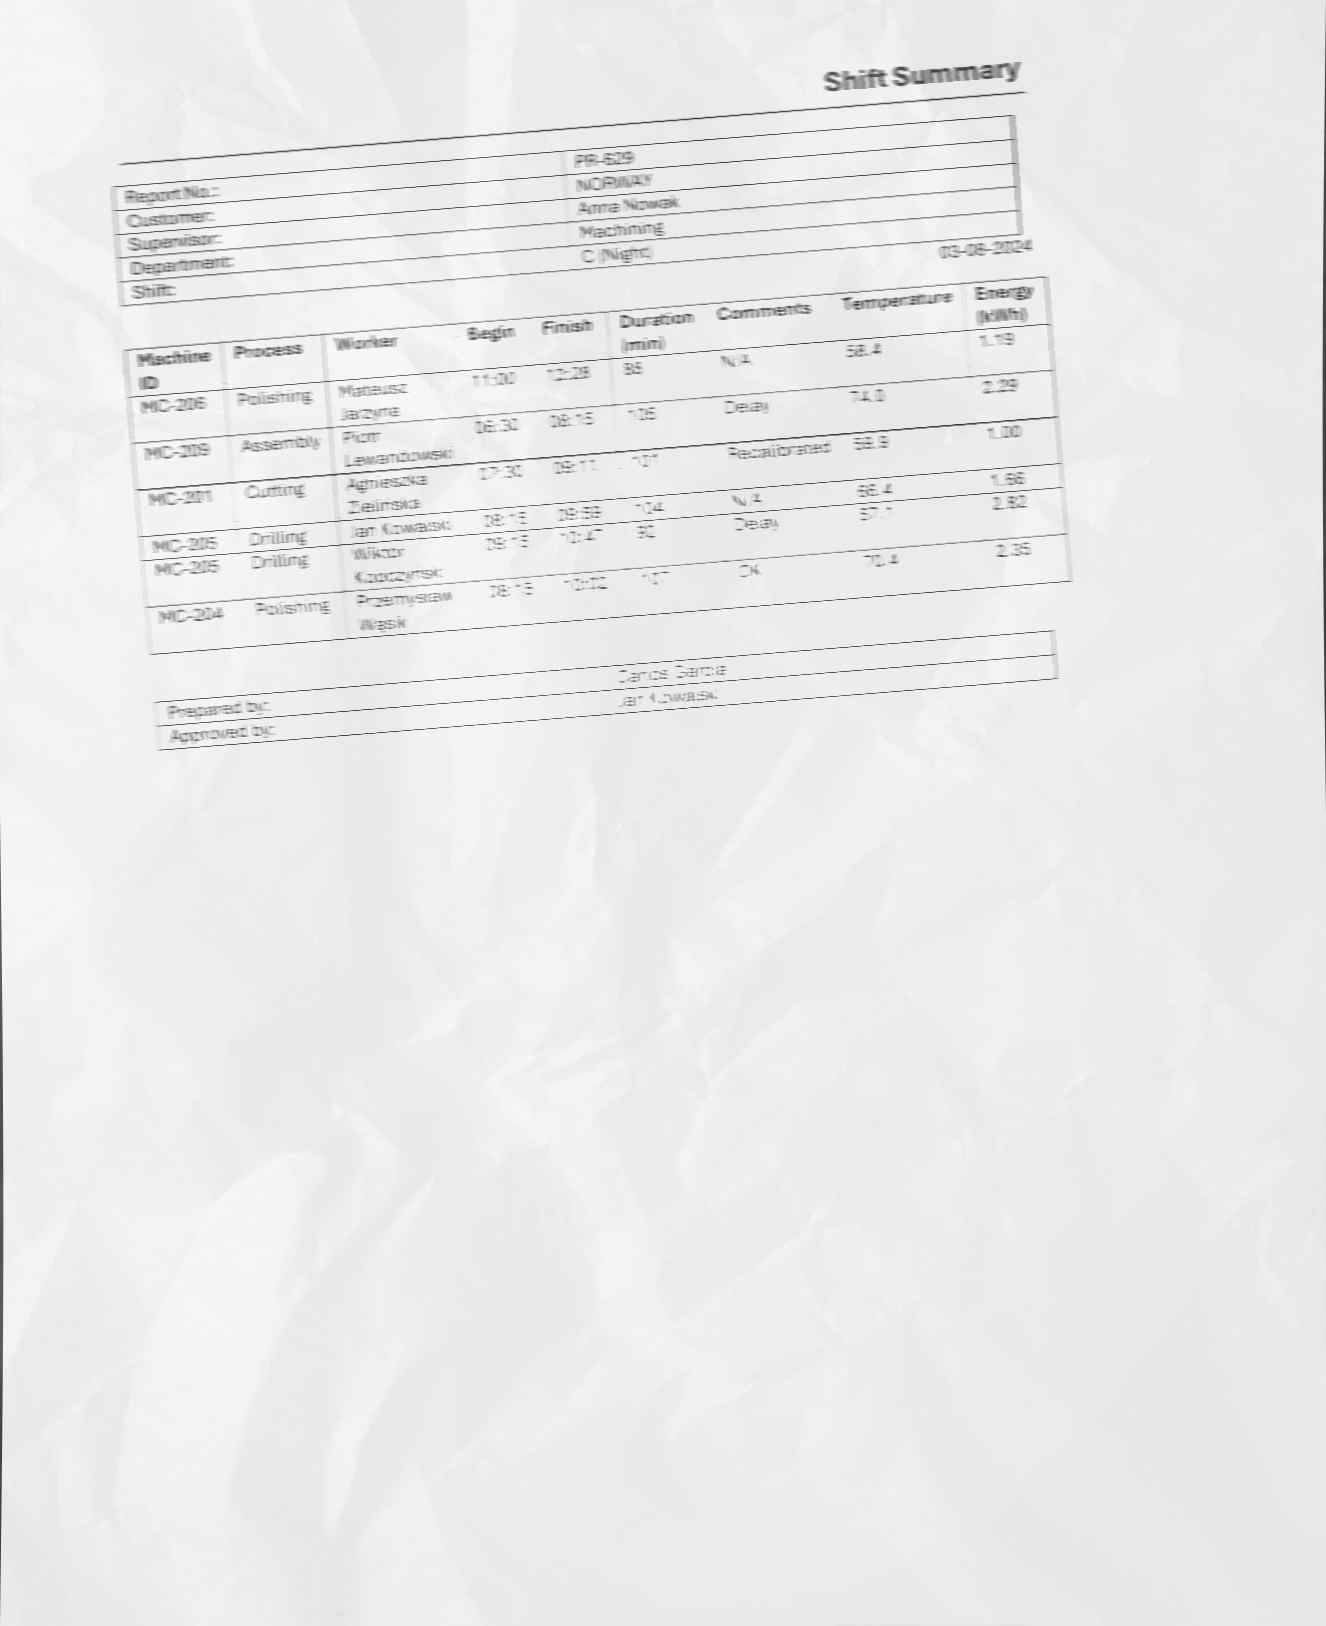 Shift Summary
Report No.: PR-629
Customer: NORWAY
Supervisor: Anna Nowak
Department: Machining
Shift: C (Night)
03-08-2024
Machine ID Process Worker Begin Finish Duration (min) Comments Temperature Energy (kWh)
MC-206 Polishing Mateusz Jarzyna 11:00 12:28 N/A 58.4 1.19
MC-209 Assembly Piotr Lewandowski 06:30 08:15 105 Delay 74.0 2.29
MC-201 Cutting Agnieszka Zielinska 07:30 09:11 101 Recalibrated 59.9 1.00
MC-205 Drilling Jan Kowalski 08:15 09:59 104 N/A 66.4 1.66
MC-205 Drilling Wiktor 09:15 10:47 92 Delay 57.1 2.82
MC-204 Polishing Przemysław Wąsik 08:15 10:02 107 OK 70.4 2.35
Prepared by: Carlos Garcia
Approved by: Jan Kowalski